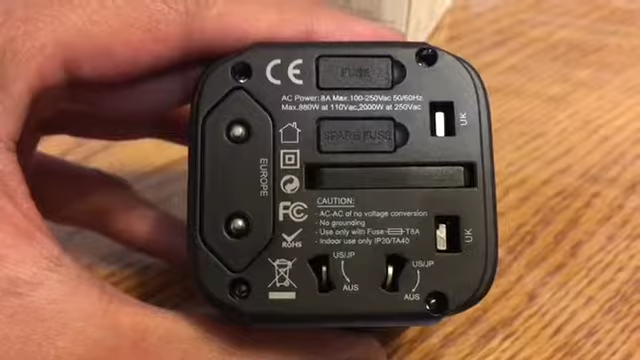 CE
FUSE
AC Power: 8A Max.100-250Vac 50/60Hz
Max.880W at 110Vac,2000W at 250Vac
UK
SPARE FUSE
EUROPE
CAUTION:
- AC-AC of no voltage conversion
- No grounding
- Use only with Fuse T8A
- Indoor use only IP20/TA40
FC
RoHS
UK
US/JP
AUS
US/JP
AUS